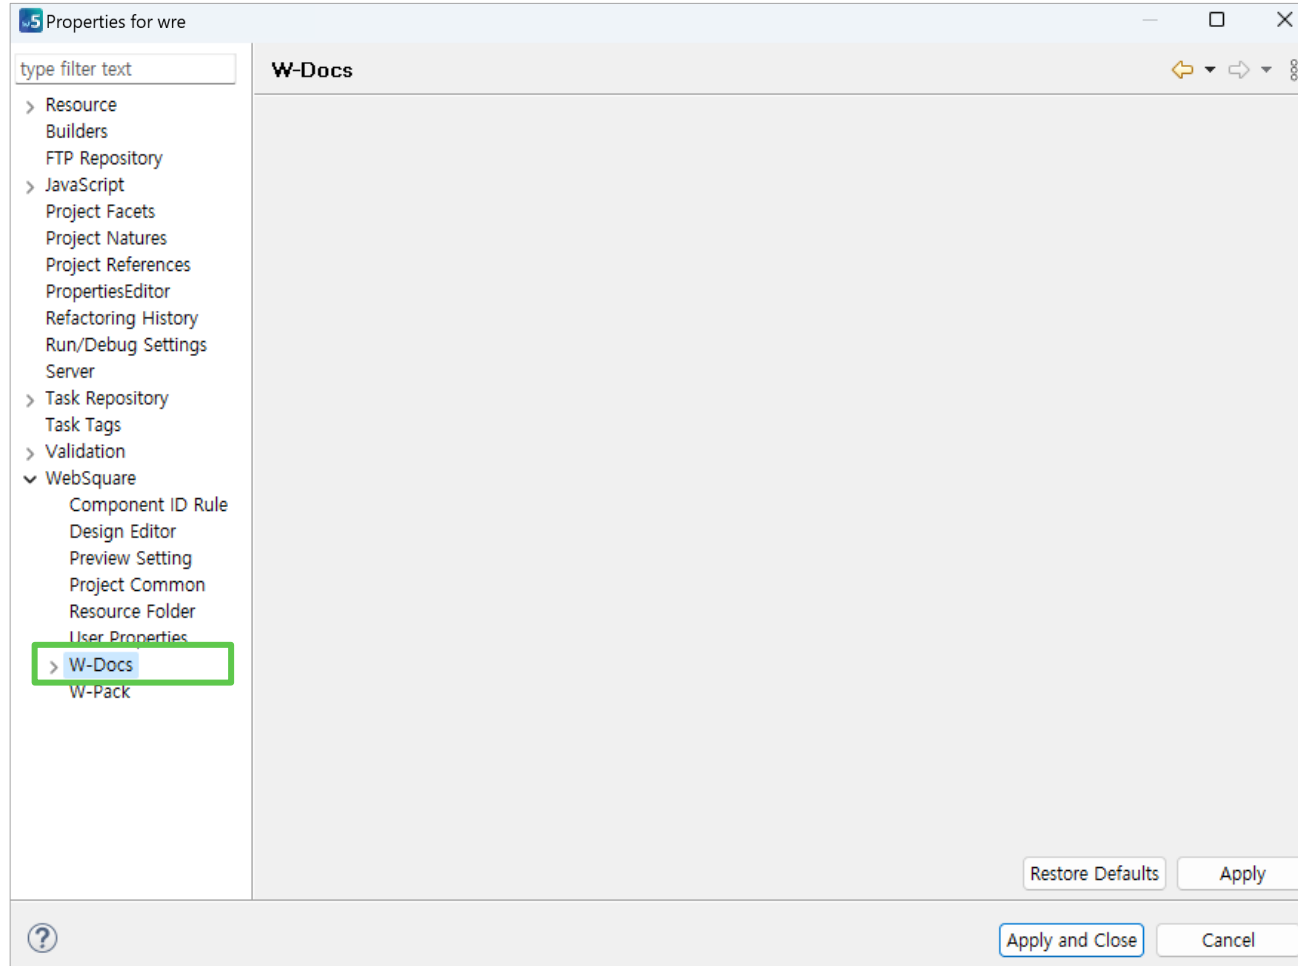 w5 Properties for wre
type filter text
W-Docs
Resource
Builders
FTP Repository
JavaScript
Project Facets
Project Natures
Project References
PropertiesEditor
Refactoring History
Run/Debug Settings
Server
Task Repository
Task Tags
Validation
WebSquare
Component ID Rule
Design Editor
Preview Setting
Project Common
Resource Folder
User Properties
W-Docs
W-Pack
Restore Defaults Apply
? Apply and Close Cancel